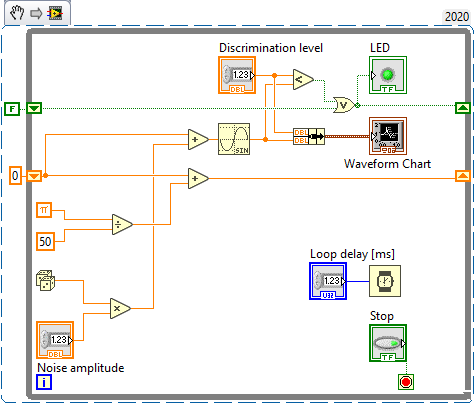 2020
Discrimination level
LED
1.23
DBL
TF
F
SIN
DBL
DBL
Waveform Chart
0
π
50
Loop delay [ms]
1.23
U32
Stop
TF
1.23
DBL
Noise amplitude
i